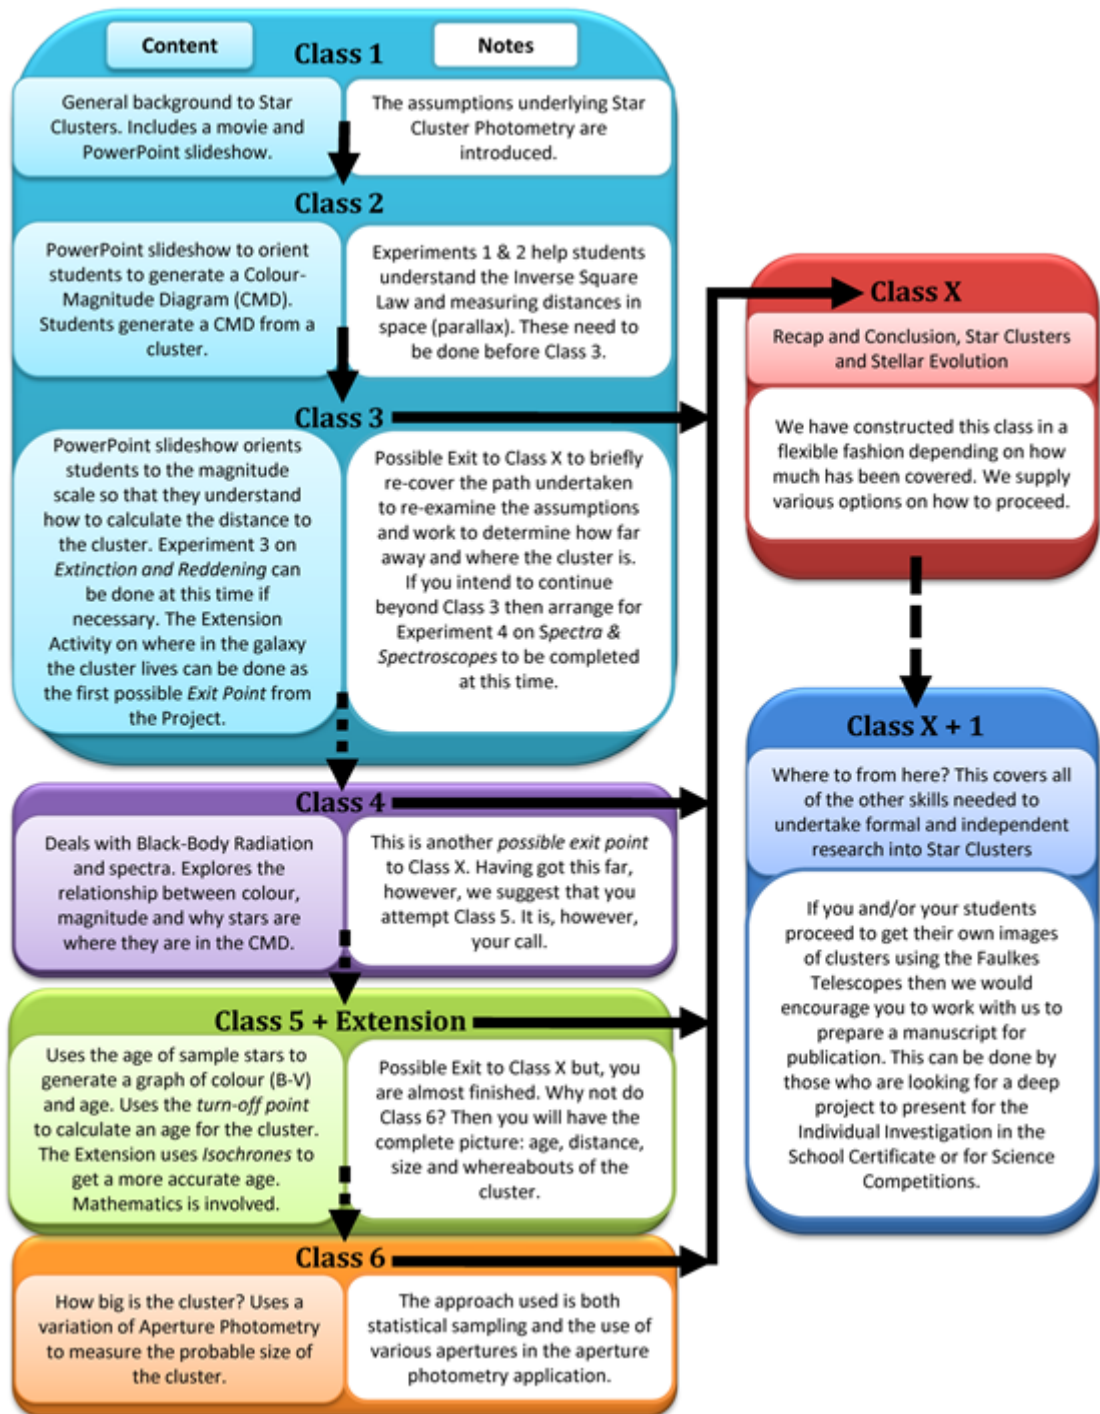 Content
Notes
Class 1
General background to Star
Clusters. Includes a movie and
PowerPoint slideshow.
The assumptions underlying Star
Cluster Photometry are
introduced.
Class 2
PowerPoint slideshow to orient
students to generate a Colour-
Magnitude Diagram (CMD).
Students generate a CMD from a
cluster.
Experiments 1 & 2 help students
understand the Inverse Square
Law and measuring distances in
space (parallax). These need to
be done before Class 3.
Class 3
PowerPoint slideshow orients
students to the magnitude
scale so that they understand
how to calculate the distance to
the cluster. Experiment 3 on
Extinction and Reddening can
be done at this time if
necessary. The Extension
Activity on where in the galaxy
the cluster lives can be done as
the first possible Exit Point from
the Project.
Possible Exit to Class X to briefly
re-cover the path undertaken
to re-examine the assumptions
and work to determine how far
away and where the cluster is.
If you intend to continue
beyond Class 3 then arrange for
Experiment 4 on Spectra &
Spectroscopes to be completed
at this time.
Class 4
Deals with Black-Body Radiation
and spectra. Explores the
relationship between colour,
magnitude and why stars are
where they are in the CMD.
This is another possible exit point
to Class X. Having got this far,
however, we suggest that you
attempt Class 5. It is, however,
your call.
Class 5 + Extension
Uses the age of sample stars to
generate a graph of colour (B-V)
and age. Uses the turn-off point
to calculate an age for the cluster.
The Extension uses Isochrones to
get a more accurate age.
Mathematics is involved.
Possible Exit to Class X but, you
are almost finished. Why not do
Class 6? Then you will have the
complete picture: age, distance,
size and whereabouts of the
cluster.
Class 6
How big is the cluster? Uses a
variation of Aperture Photometry
to measure the probable size of
the cluster.
The approach used is both
statistical sampling and the use of
various apertures in the aperture
photometry application.
Class X
Recap and Conclusion, Star Clusters
and Stellar Evolution
We have constructed this class in a
flexible fashion depending on how
much has been covered. We supply
various options on how to proceed.
Class X + 1
Where to from here? This covers all
of the other skills needed to
undertake formal and independent
research into Star Clusters
If you and/or your students
proceed to get their own images
of clusters using the Faulkes
Telescopes then we would
encourage you to work with us to
prepare a manuscript for
publication. This can be done by
those who are looking for a deep
project to present for the
Individual Investigation in the
School Certificate or for Science
Competitions.